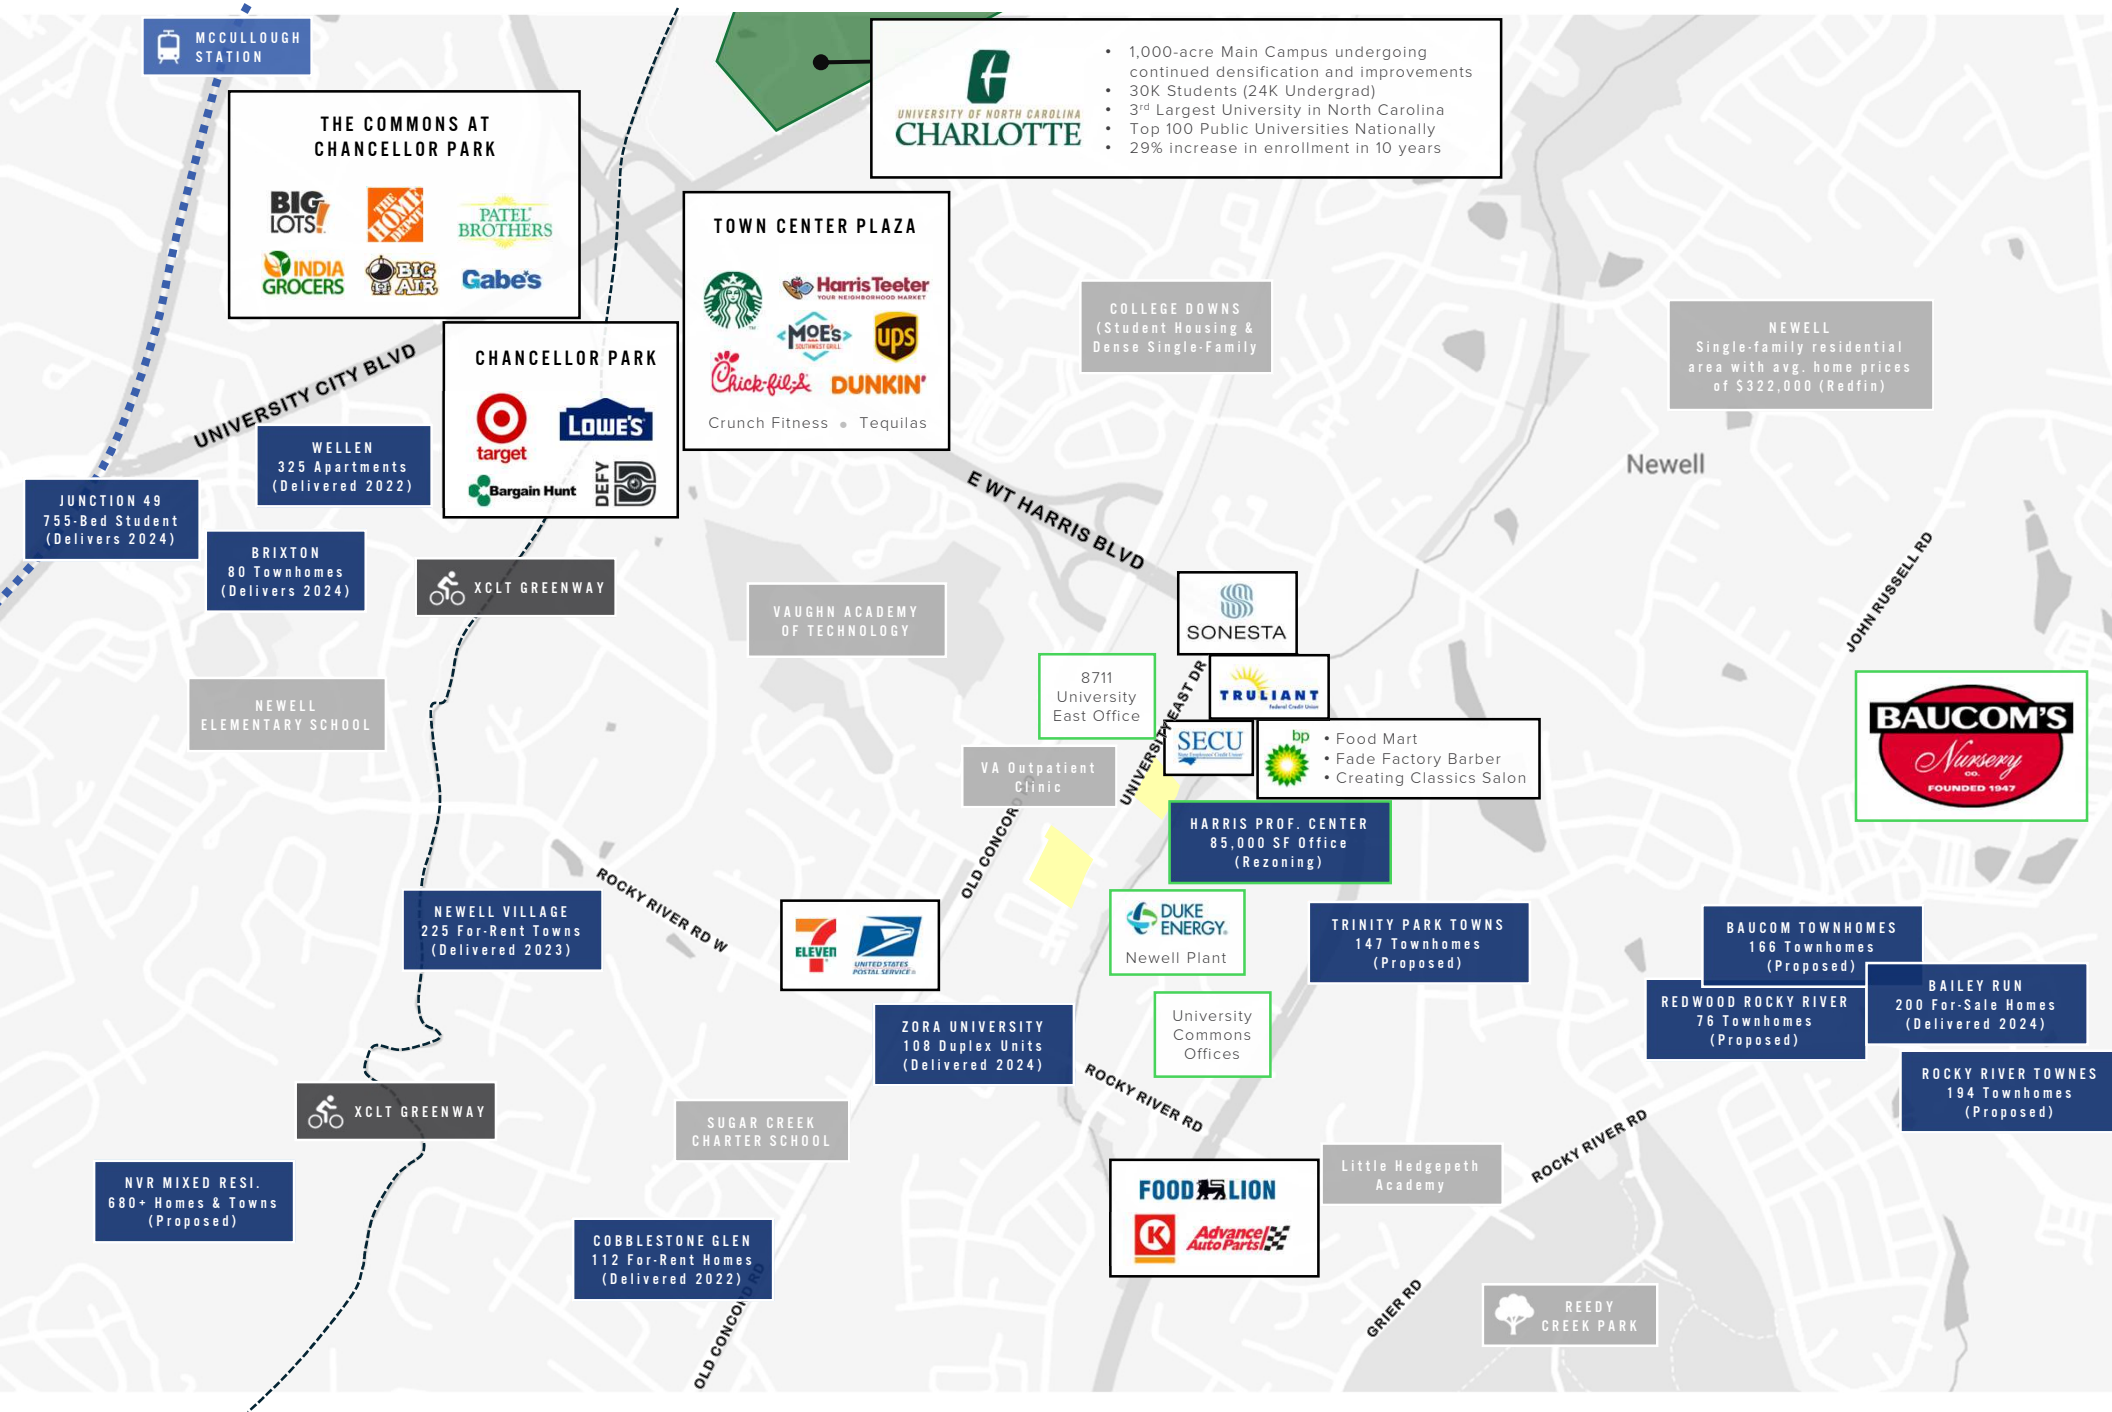 MCCULLOUGH
STATION
THE COMMONS AT
CHANCELLOR PARK
BIG
LOTS!
THE
HOME
DEPOT
PATEL
BROTHERS
INDIA
GROCERS
BIG
AIR
Gabe's
UNIVERSITY OF NORTH CAROLINA
CHARLOTTE
• 1,000-acre Main Campus undergoing
continued densification and improvements
• 30K Students (24K Undergrad)
• 3rd Largest University in North Carolina
• Top 100 Public Universities Nationally
• 29% increase in enrollment in 10 years
TOWN CENTER PLAZA
Harris Teeter
YOUR NEIGHBORHOOD MARKET
MOE's
SOUTHWEST GRILL
ups
Chick-fil-A
DUNKIN'
Crunch Fitness • Tequilas
CHANCELLOR PARK
target
LOWE'S
Bargain Hunt
DEFY
UNIVERSITY CITY BLVD
COLLEGE DOWNS
(Student Housing &
Dense Single-Family
NEWELL
Single-family residential
area with avg. home prices
of $322,000 (Redfin)
Newell
WELLEN
325 Apartments
(Delivered 2022)
JUNCTION 49
755-Bed Student
(Delivers 2024)
BRIXTON
80 Townhomes
(Delivers 2024)
XCLT GREENWAY
E WT HARRIS BLVD
JOHN RUSSELL RD
VAUGHN ACADEMY
OF TECHNOLOGY
SONESTA
8711
University
East Office
UNIVERSITY EAST DR
TRULIANT
Federal Credit Union
NEWELL
ELEMENTARY SCHOOL
SECU
State Employees' Credit Union
bp
• Food Mart
• Fade Factory Barber
• Creating Classics Salon
BAUCOM'S
Nursery
CO.
FOUNDED 1947
VA Outpatient
Clinic
OLD CONCORD
HARRIS PROF. CENTER
85,000 SF Office
(Rezoning)
ROCKY RIVER RD W
NEWELL VILLAGE
225 For-Rent Towns
(Delivered 2023)
7
ELEVEN
UNITED STATES
POSTAL SERVICE
DUKE
ENERGY
Newell Plant
TRINITY PARK TOWNS
147 Townhomes
(Proposed)
BAUCOM TOWNHOMES
166 Townhomes
(Proposed)
REDWOOD ROCKY RIVER
76 Townhomes
(Proposed)
BAILEY RUN
200 For-Sale Homes
(Delivered 2024)
ZORA UNIVERSITY
108 Duplex Units
(Delivered 2024)
University
Commons
Offices
ROCKY RIVER RD
ROCKY RIVER TOWNES
194 Townhomes
(Proposed)
XCLT GREENWAY
SUGAR CREEK
CHARTER SCHOOL
ROCKY RIVER RD
Little Hedgepeth
Academy
NVR MIXED RESI.
680+ Homes & Towns
(Proposed)
FOOD LION
K
Advance
Auto Parts
COBBLESTONE GLEN
112 For-Rent Homes
(Delivered 2022)
OLD CONCORD RD
GRIER RD
REEDY
CREEK PARK